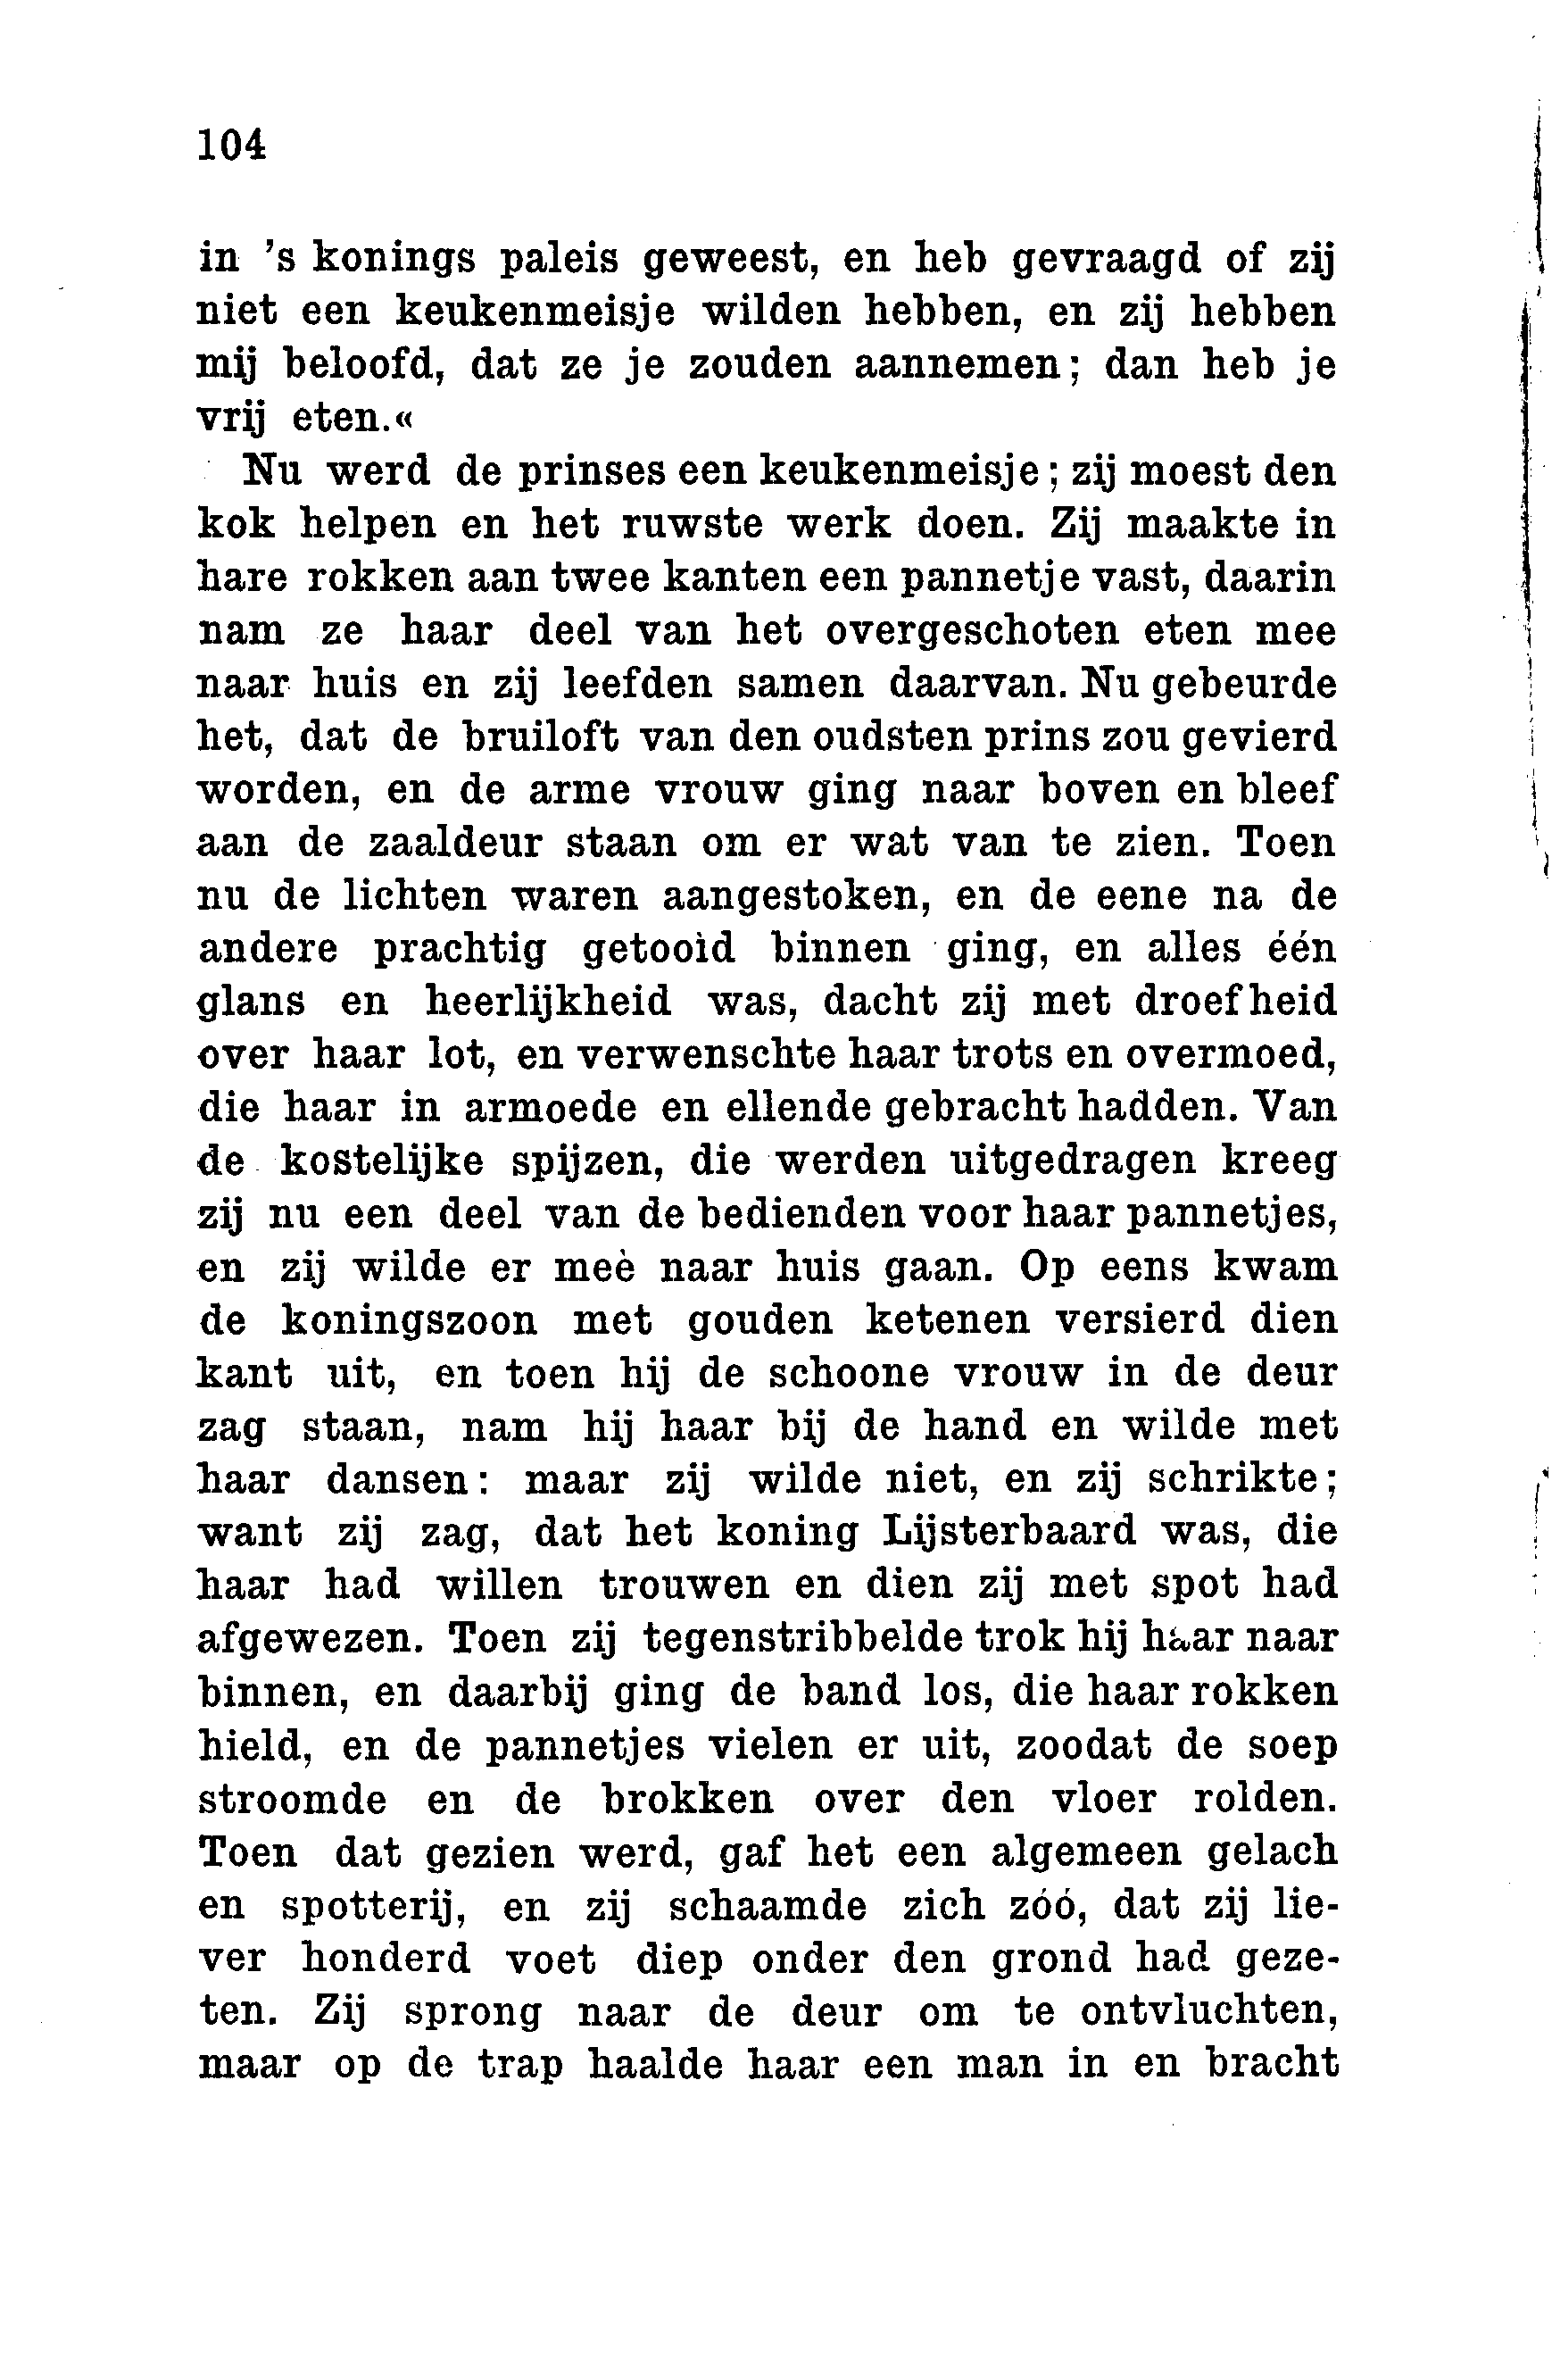 104
in 's konings paleis geweest, en heb gevraagd of zij
niet een keukenmeisje wilden hebben, en zij hebben
mij beloofd, dat ze je zouden aannemen; dan heb je
vrij eten.«
Nu werd de prinses een keukenmeisje; zij moest den
kok helpen en het ruwste werk doen. Zij maakte in
hare rokken aan twee kanten een pannetje vast, daarin
nam ze haar deel van het overgeschoten eten mee
naar huis en zij leefden samen daarvan. Nu gebeurde
het, dat de bruiloft van den oudsten prins zou gevierd
worden, en de arme vrouw ging naar boven en bleef
aan de zaaldeur staan om er wat van te zien. Toen
nu de lichten waren aangestoken, en de eene na de
andere prachtig getooid binnen ging, en alles één
glans en heerlijkheid was, dacht zij met droefheid
over haar lot, en verwenschte haar trots en overmoed,
die haar in armoede en ellende gebracht hadden. Van
de kostelijke spijzen, die werden uitgedragen kreeg
zij nu een deel van de bedienden voor haar pannetjes,
en zij wilde er meè naar huis gaan. Op eens kwam
de koningszoon met gouden ketenen versierd dien
kant uit, en toen hij de schoone vrouw in de deur
zag staan, nam hij haar bij de hand en wilde met
haar dansen: maar zij wilde niet, en zij schrikte;
want zij zag, dat het koning Lijsterbaard was, die
haar had willen trouwen en dien zij met spot had
afgewezen. Toen zij tegenstribbelde trok hij haar naar
binnen, en daarbij ging de band los, die haar rokken
hield, en de pannetjes vielen er uit, zoodat de soep
stroomde en de brokken over den vloer rolden.
Toen dat gezien werd, gaf het een algemeen gelach
en spotterij, en zij schaamde zich zóó, dat zij lie-
ver honderd voet diep onder den grond had geze-
ten. Zij sprong naar de deur om te ontvluchten,
maar op de trap haalde haar een man in en bracht